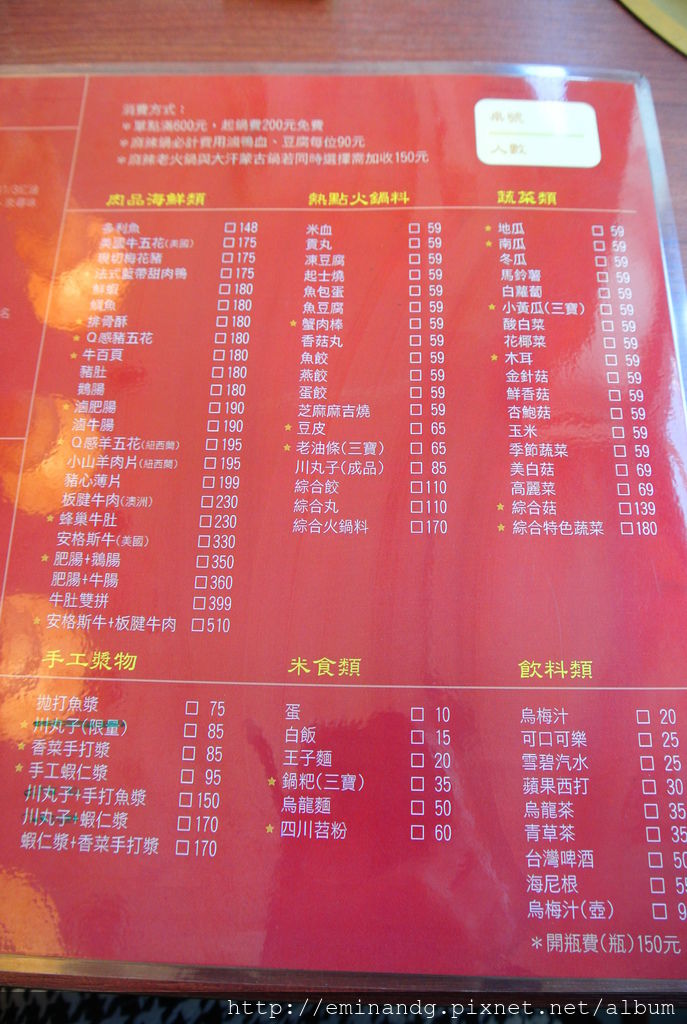 消費方式：
＊單點滿600元，起鍋費200元免費
＊麻辣鍋必計費用滷鴨血、豆腐每位90元
＊麻辣老火鍋與大汗蒙古鍋若同時選擇需加收150元
桌號
人數
肉品海鮮類
多利魚 □148
美國牛五花(美國) □175
現切梅花豬 □175
法式藍帶甜肉鴨 □175
鮮蝦 □180
鯛魚 □180
★排骨酥 □180
★Q感豬五花 □180
★牛百頁 □180
豬肚 □180
鵝腸 □180
★滷肥腸 □190
滷牛腸 □190
★Q感羊五花(紐西蘭) □195
小山羊肉片(紐西蘭) □195
豬心薄片 □199
板腱牛肉(澳洲) □230
★蜂巢牛肚 □230
安格斯牛(美國) □330
★肥腸+鵝腸 □350
肥腸+牛腸 □360
牛肚雙拼 □399
★安格斯牛+板腱牛肉 □510
熱點火鍋料
米血 □ 59
貢丸 □ 59
凍豆腐 □ 59
起士燒 □ 59
魚包蛋 □ 59
魚豆腐 □ 59
★蟹肉棒 □ 59
香菇丸 □ 59
魚餃 □ 59
燕餃 □ 59
蛋餃 □ 59
芝麻麻吉燒 □ 59
★豆皮 □ 65
★老油條(三寶) □ 65
川丸子(成品) □ 85
綜合餃 □110
綜合丸 □110
綜合火鍋料 □170
蔬菜類
★地瓜 □ 59
★南瓜 □ 59
冬瓜 □ 59
馬鈴薯 □ 59
白蘿蔔 □ 59
★小黃瓜(三寶) □ 59
酸白菜 □ 59
花椰菜 □ 59
★木耳 □ 59
金針菇 □ 59
鮮香菇 □ 59
杏鮑菇 □ 59
玉米 □ 59
季節蔬菜 □ 59
美白菇 □ 69
高麗菜 □ 69
★綜合菇 □139
★綜合特色蔬菜 □180
手工漿物
拋打魚漿 □ 75
★川丸子(限量) □ 85
★香菜手打漿 □ 85
★手工蝦仁漿 □ 95
川丸子+手打魚漿 □150
川丸子+蝦仁漿 □170
蝦仁漿+香菜手打漿 □170
米食類
蛋 □ 10
白飯 □ 15
王子麵 □ 20
★鍋粑(三寶) □ 35
烏龍麵 □ 50
★四川苕粉 □ 60
飲料類
烏梅汁 □ 20
可口可樂 □ 25
雪碧汽水 □ 25
蘋果西打 □ 30
烏龍茶 □ 35
青草茶 □ 35
台灣啤酒 □ 50
海尼根 □ 55
烏梅汁(壺) □ 9
＊開瓶費(瓶)150元
http://eminandg.pixnet.net/album